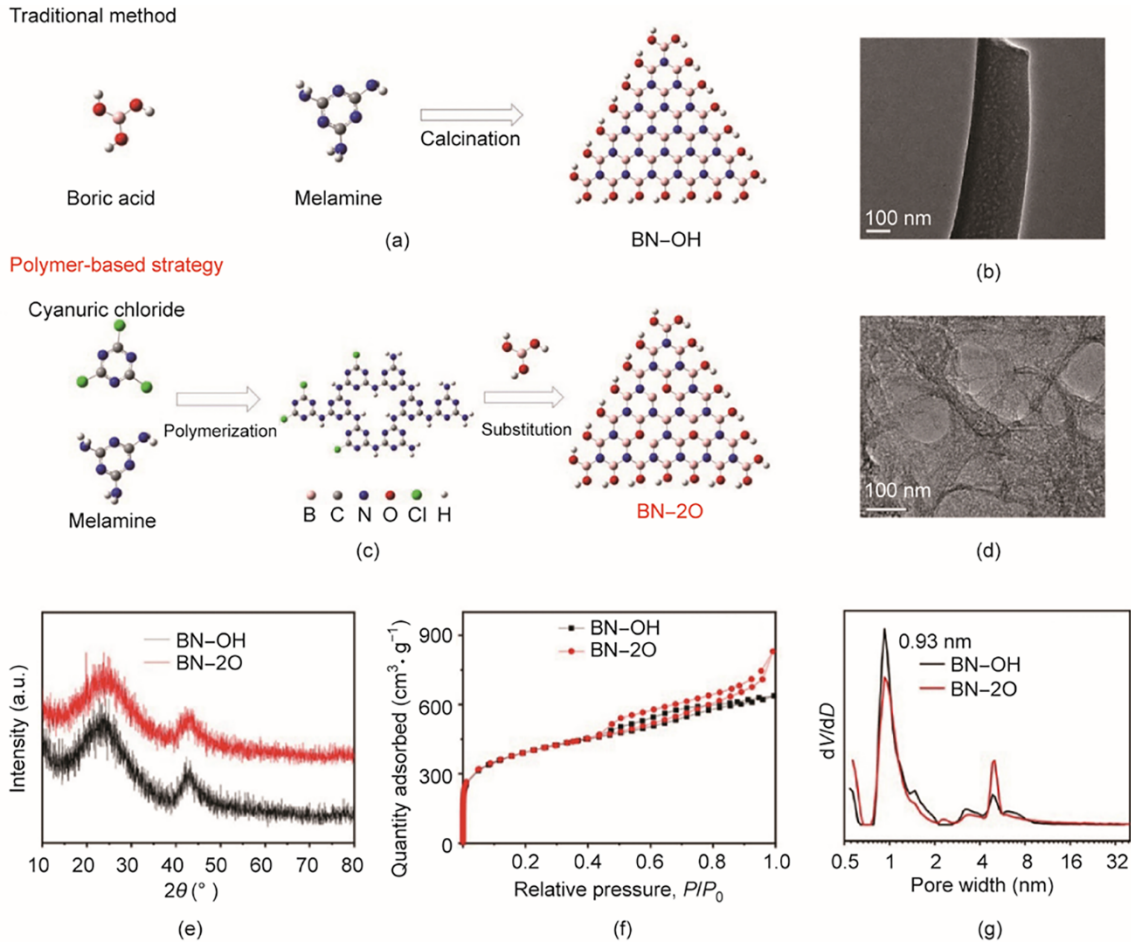 Traditional method
Boric acid
Melamine
Calcination
BN–OH
(a)
100 nm
(b)
Polymer-based strategy
Cyanuric chloride
Melamine
Polymerization
Substitution
B C N O Cl H
BN–2O
(c)
100 nm
(d)
Intensity (a.u.)
BN–OH
BN–2O
10 20 30 40 50 60 70 80
2θ (°)
(e)
Quantity adsorbed (cm³· g⁻¹)
900
600
300
0
BN–OH
BN–2O
0.2 0.4 0.6 0.8 1.0
Relative pressure, P/P₀
(f)
dV/dD
0.93 nm
BN–OH
BN–2O
0.5 1 2 4 8 16 32
Pore width (nm)
(g)